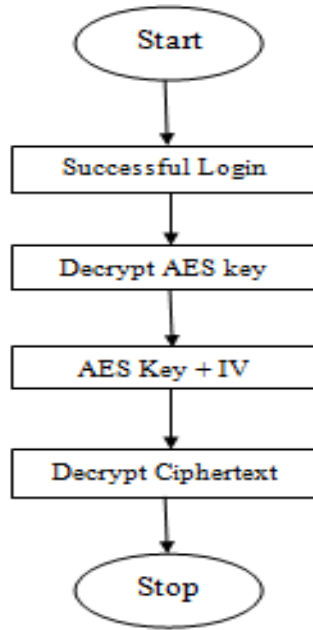 Start
Successful Login
Decrypt AES key
AES Key + IV
Decrypt Ciphertext
Stop